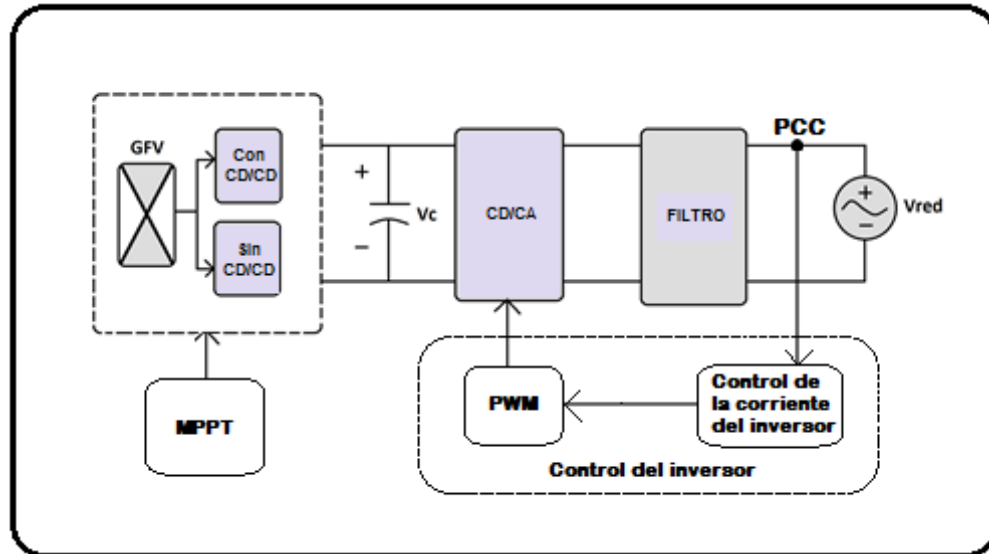 PCC
GFV
Con
CD/CD
Sin
CD/CD
+
Vc
−
CD/CA
FILTRO
+
−
Vred
MPPT
PWM
Control de
la corriente
del inversor
Control del inversor